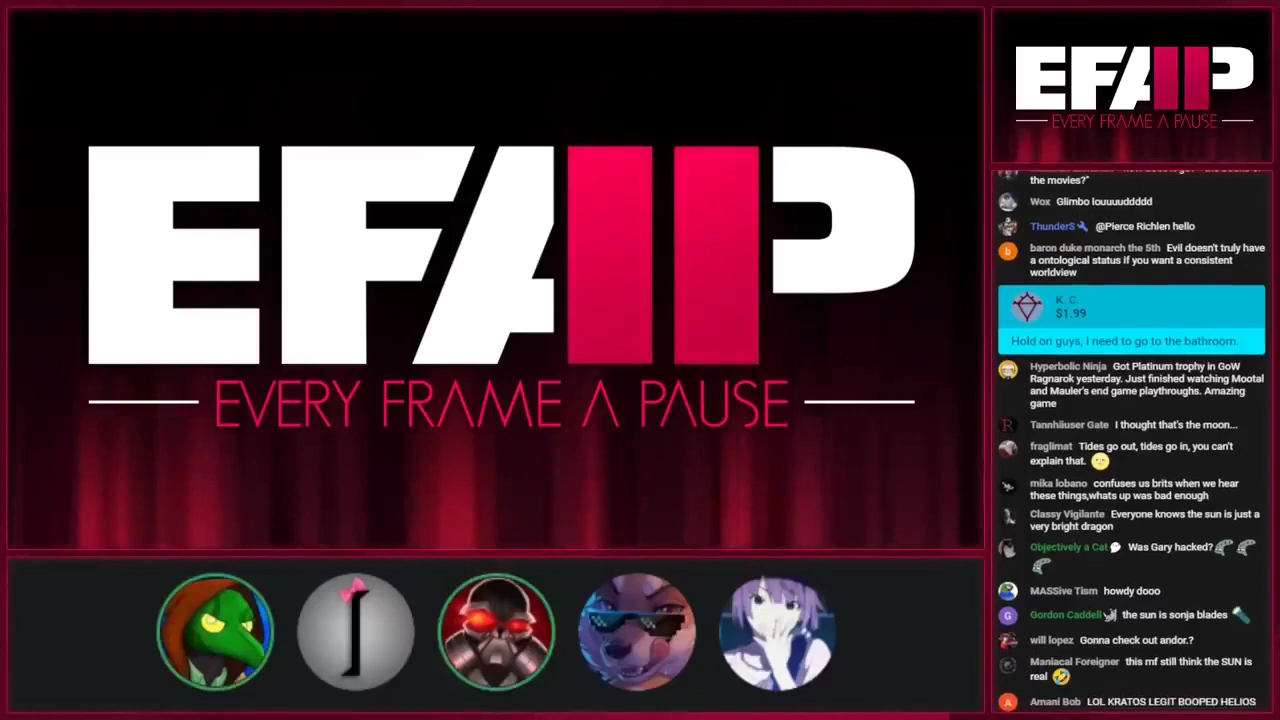 EFAP
EVERY FRAME A PAUSE
EFAP
EVERY FRAME A PAUSE
the movies?"
Wox Glimbo louuuuddddd
ThunderS @Pierce Richlen hello
baron duke monarch the 5th Evil doesn't truly have
a ontological status if you want a consistent
worldview
K. C.
$1.99
Hold on guys, I need to go to the bathroom.
Hyperbolic Ninja Got Platinum trophy in GoW
Ragnarok yesterday. Just finished watching Mootal
and Mauler's end game playthroughs. Amazing
game
Tannhäuser Gate I thought that's the moon...
fraglimat Tides go out, tides go in, you can't
explain that.
mika lobano confuses us brits when we hear
these things,whats up was bad enough
Classy Vigilante Everyone knows the sun is just a
very bright dragon
Objectively a Cat Was Gary hacked?
MASSive Tism howdy dooo
Gordon Caddell the sun is sonja blades
will lopez Gonna check out andor.?
Maniacal Foreigner this mf still think the SUN is
real
Amani Bob LOL KRATOS LEGIT BOOPED HELIOS